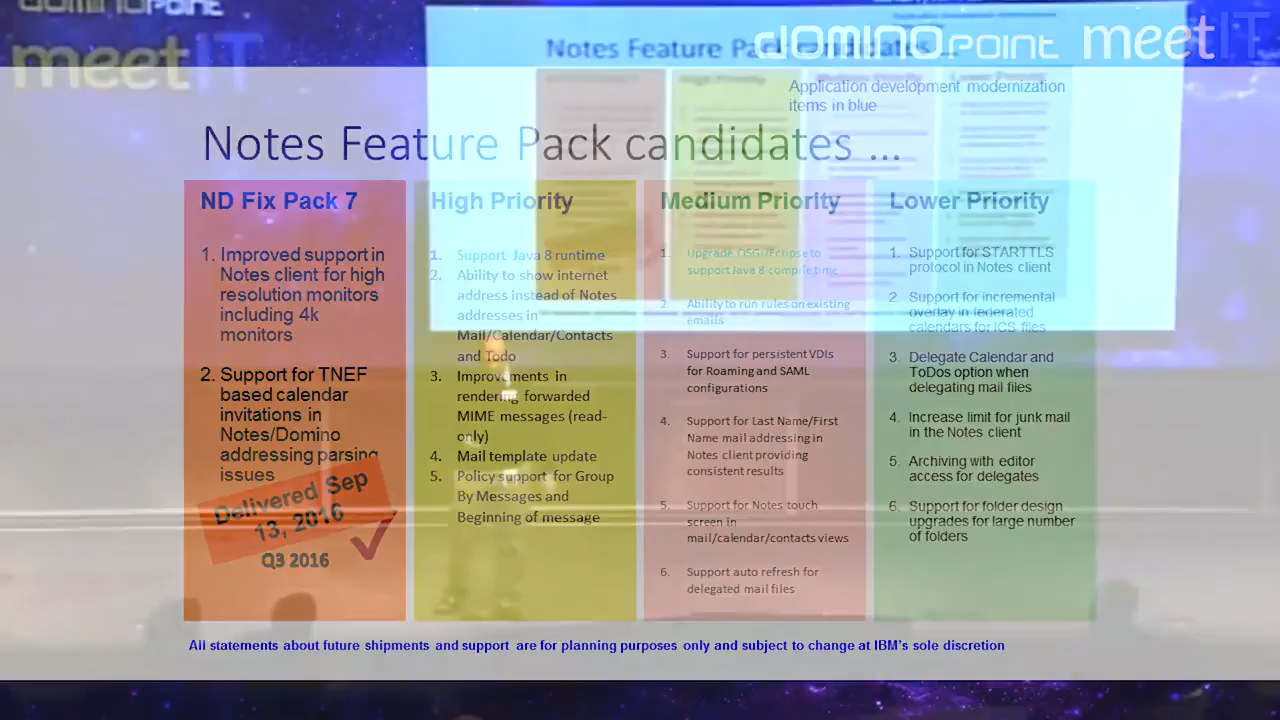 DOMINOPOINT
meetIT
Notes Feature Pack candidates ...
DOMINOPOINT meetIT
Application development modernization
items in blue
Notes Feature Pack candidates ...
ND Fix Pack 7
1. Improved support in
Notes client for high
resolution monitors
including 4k
monitors
2. Support for TNEF
based calendar
invitations in
Notes/Domino
addressing parsing
issues
Delivered Sep
13, 2016
Q3 2016
High Priority
1. Support Java 8 runtime
2. Ability to show internet
address instead of Notes
addresses in
Mail/Calendar/Contacts
and Todo
3. Improvements in
rendering forwarded
MIME messages (read-
only)
4. Mail template update
5. Policy support for Group
By Messages and
Beginning of message
Medium Priority
1. Upgrade OSGI/Eclipse to
support Java 8 compile time
2. Ability to run rules on existing
emails
3. Support for persistent VDIs
for Roaming and SAML
configurations
4. Support for Last Name/First
Name mail addressing in
Notes client providing
consistent results
5. Support for Notes touch
screen in
mail/calendar/contacts views
6. Support auto refresh for
delegated mail files
Lower Priority
1. Support for STARTTLS
protocol in Notes client
2. Support for incremental
overlay in federated
calendars for ICS files
3. Delegate Calendar and
ToDos option when
delegating mail files
4. Increase limit for junk mail
in the Notes client
5. Archiving with editor
access for delegates
6. Support for folder design
upgrades for large number
of folders
All statements about future shipments and support are for planning purposes only and subject to change at IBM's sole discretion